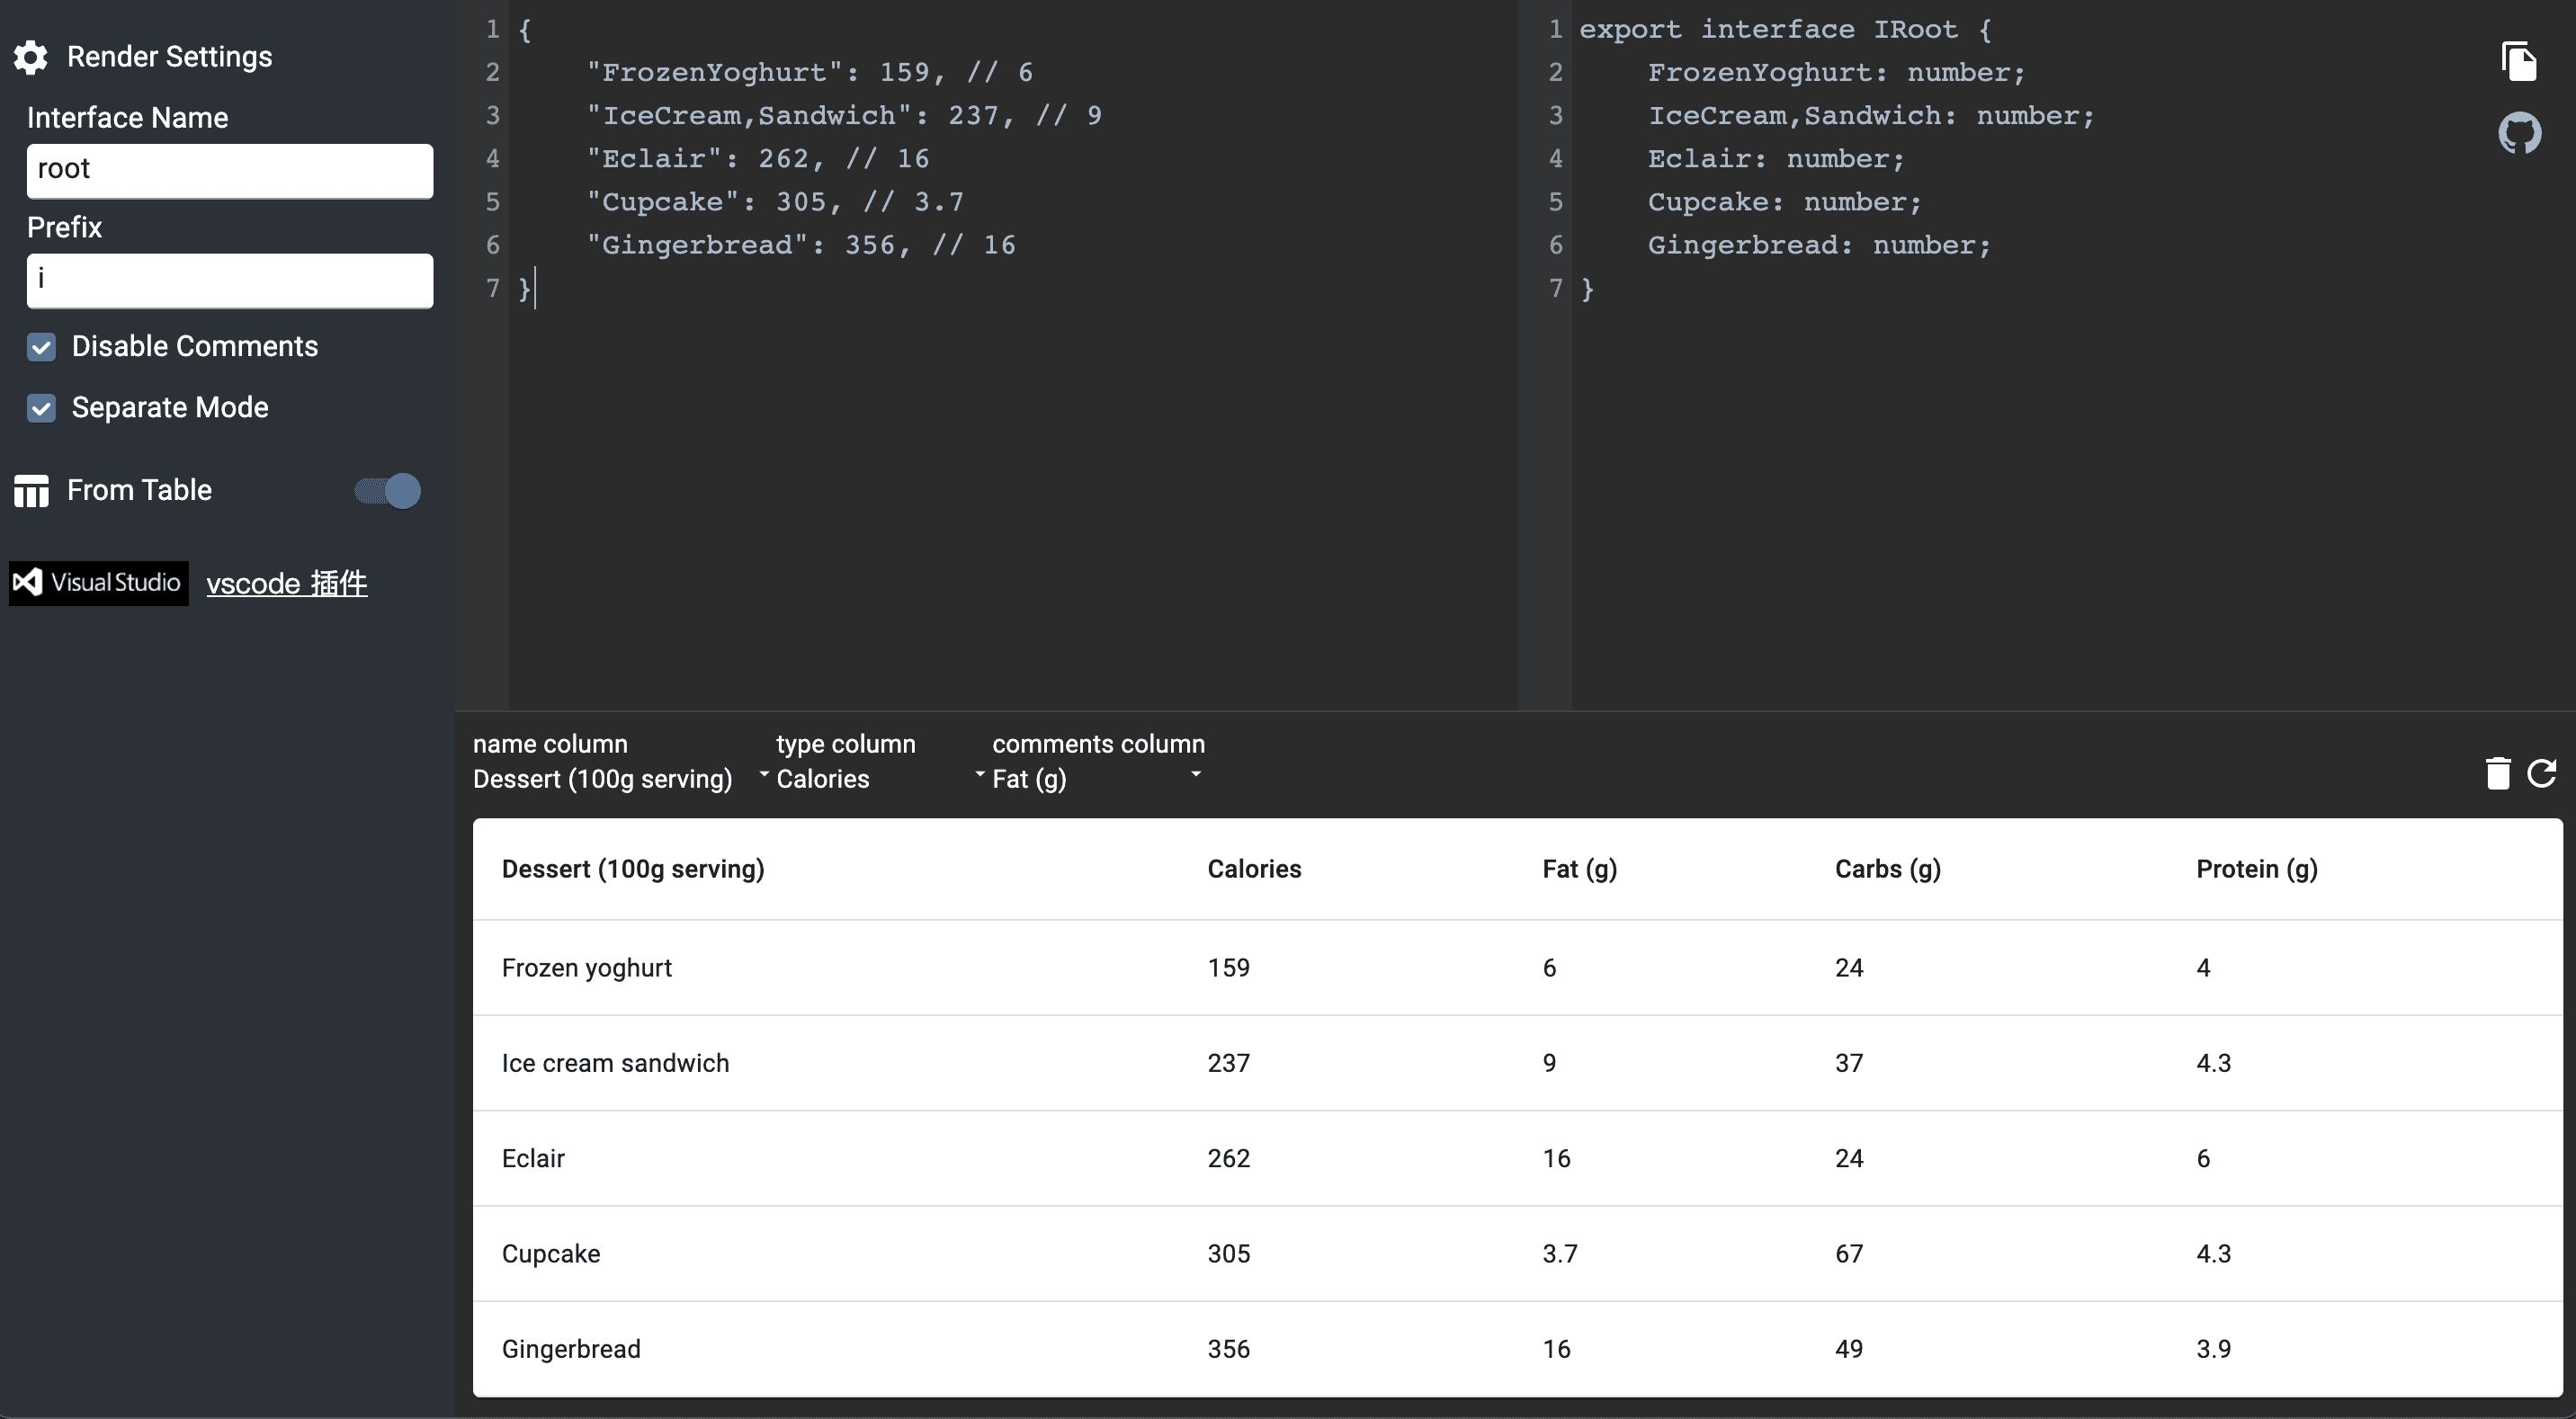 Render Settings
Interface Name
root
Prefix
i
Disable Comments
Separate Mode
From Table
Visual Studio vscode 插件
1 {
2 "FrozenYoghurt": 159, // 6
3 "IceCream,Sandwich": 237, // 9
4 "Eclair": 262, // 16
5 "Cupcake": 305, // 3.7
6 "Gingerbread": 356, // 16
7 }
1 export interface IRoot {
2 FrozenYoghurt: number;
3 IceCream,Sandwich: number;
4 Eclair: number;
5 Cupcake: number;
6 Gingerbread: number;
7 }
name column type column comments column
Dessert (100g serving) Calories Fat (g)
Dessert (100g serving) Calories Fat (g) Carbs (g) Protein (g)
Frozen yoghurt 159 6 24 4
Ice cream sandwich 237 9 37 4.3
Eclair 262 16 24 6
Cupcake 305 3.7 67 4.3
Gingerbread 356 16 49 3.9